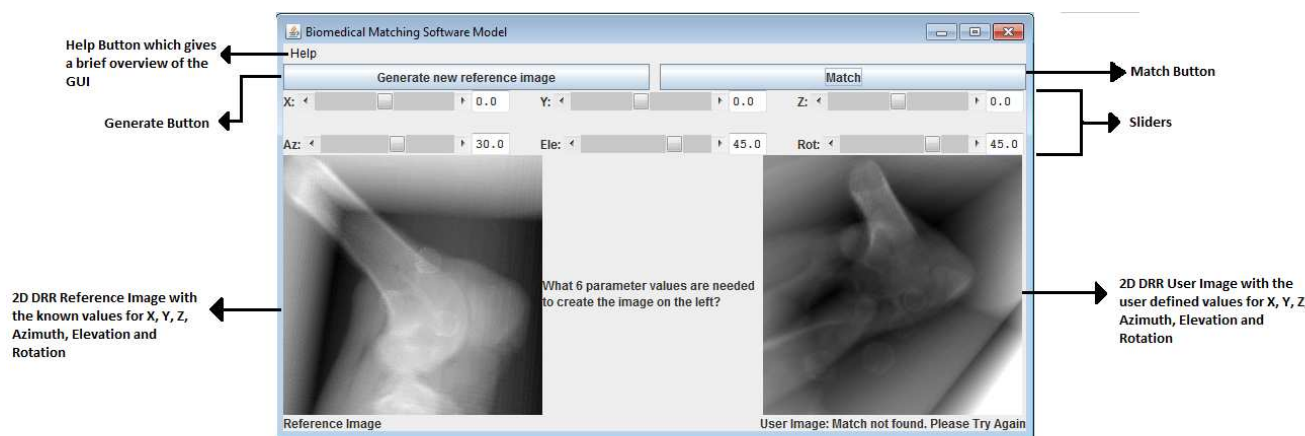 Biomedical Matching Software Model
Help Button which gives
a brief overview of the
GUI
Help
Generate new reference image
Match
Match Button
Generate Button
X: 0.0 Y: 0.0 Z: 0.0
Sliders
Az: 30.0 Ele: 45.0 Rot: 45.0
What 6 parameter values are needed
to create the image on the left?
2D DRR Reference Image with
the known values for X, Y, Z,
Azimuth, Elevation and
Rotation
2D DRR User Image with the
user defined values for X, Y, Z
Azimuth, Elevation and
Rotation
Reference Image
User Image: Match not found. Please Try Again